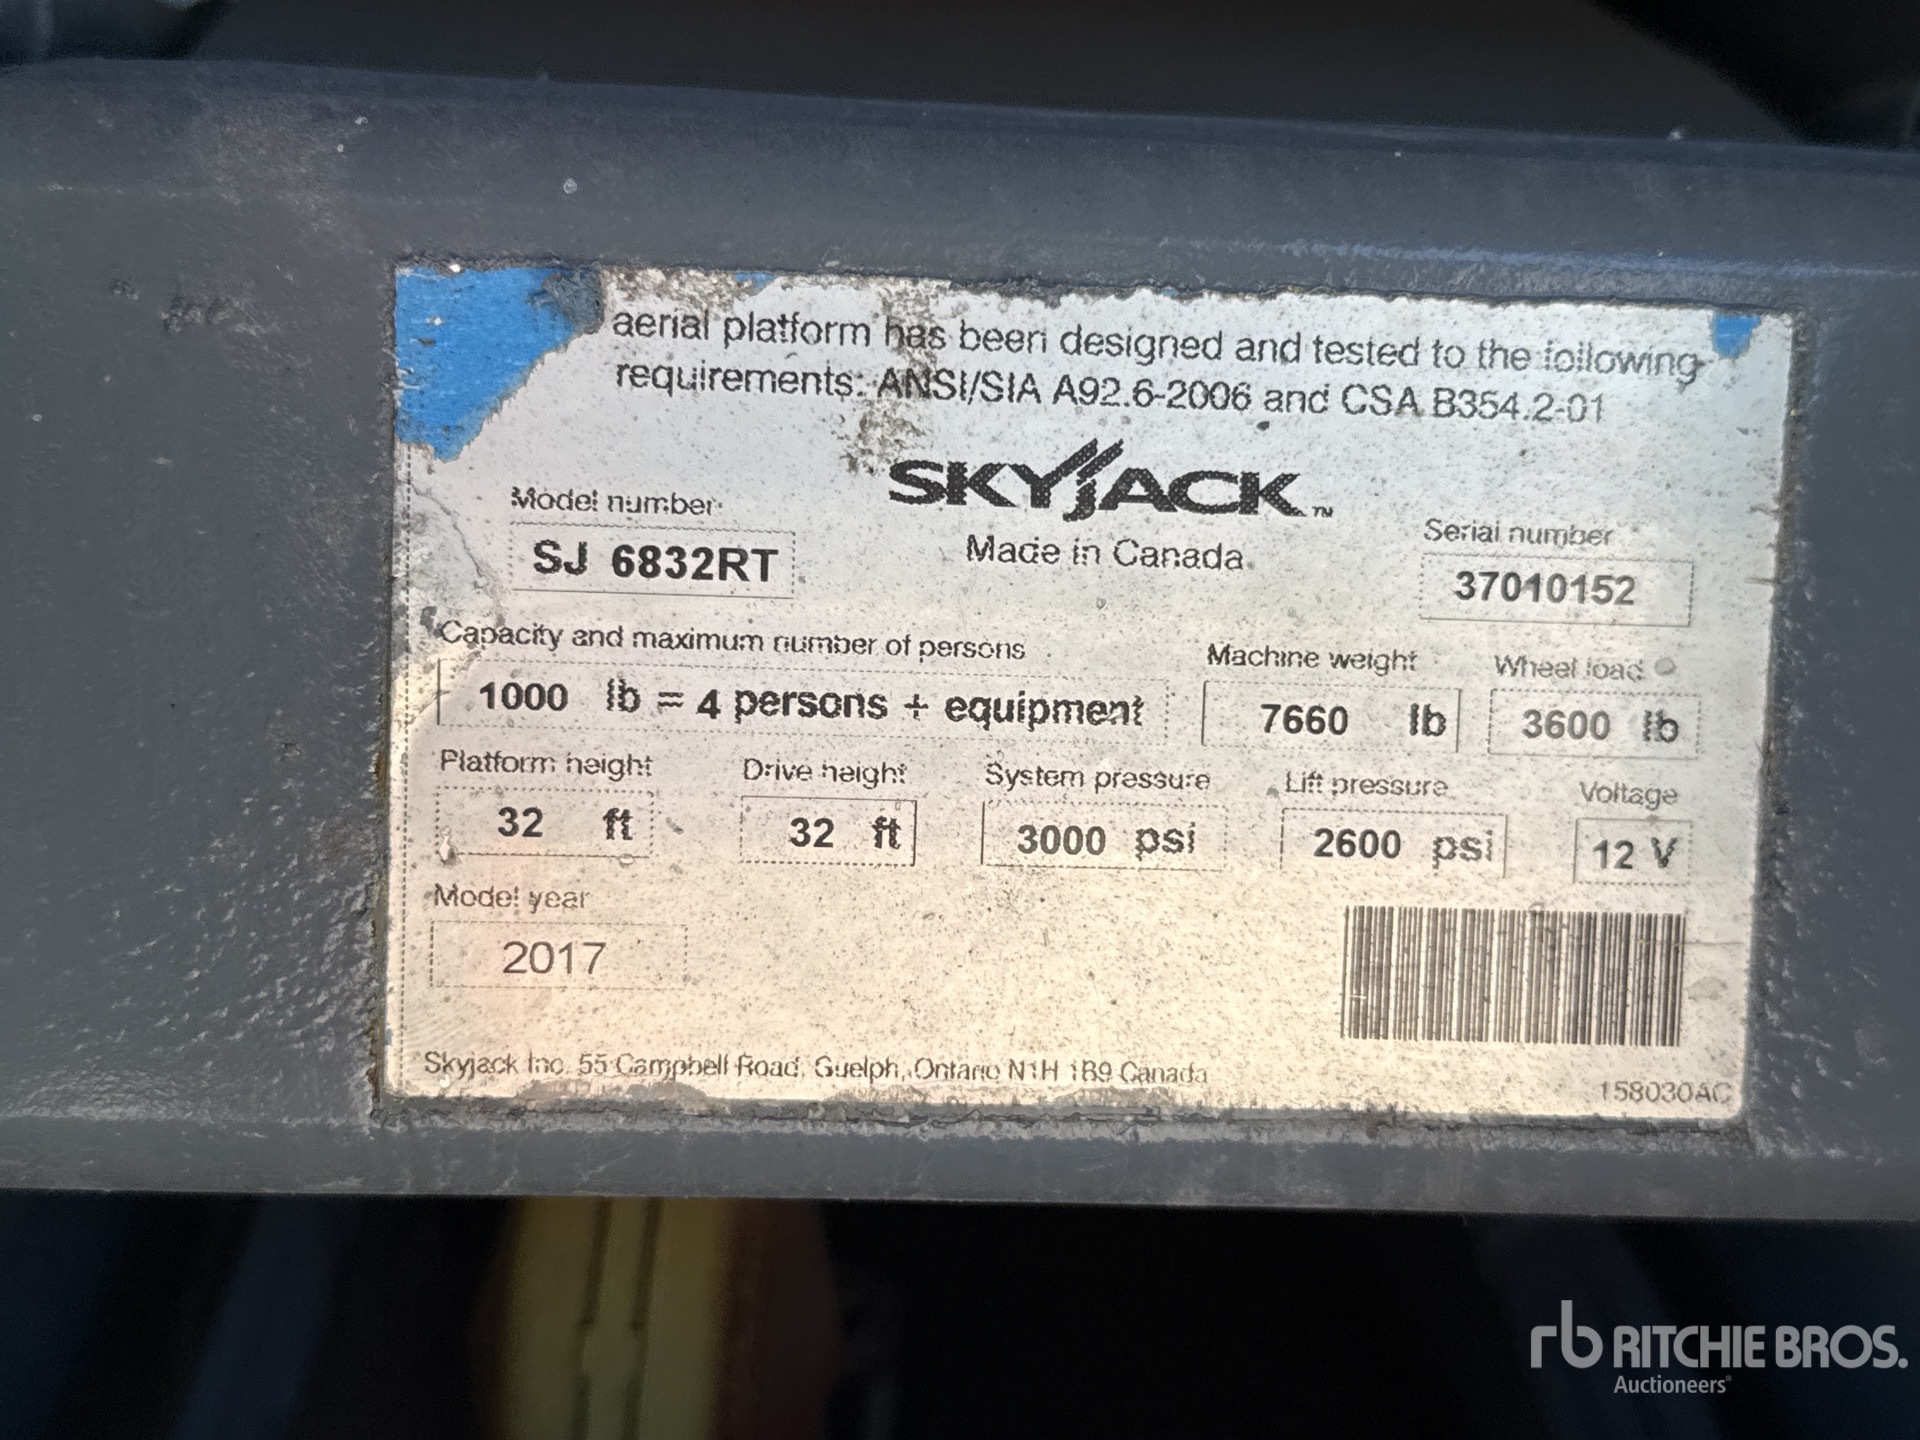 aerial platform has been designed and tested to the following
requirements: ANSI/SIA A92.6-2006 and CSA B354.2-01
SKYJACK™
Made in Canada
Model number
SJ 6832RT
Serial number
37010152
Capacity and maximum number of persons
1000 lb = 4 persons + equipment
Machine weight
7660 lb
Wheel load
3600 lb
Platform height
32 ft
Drive height
32 ft
System pressure
3000 psi
Lift pressure
2600 psi
Voltage
12 V
Model year
2017
Skyjack Inc. 55 Campbell Road, Guelph, Ontario N1H 1B9 Canada
158030AC
rb RITCHIE BROS.
Auctioneers®